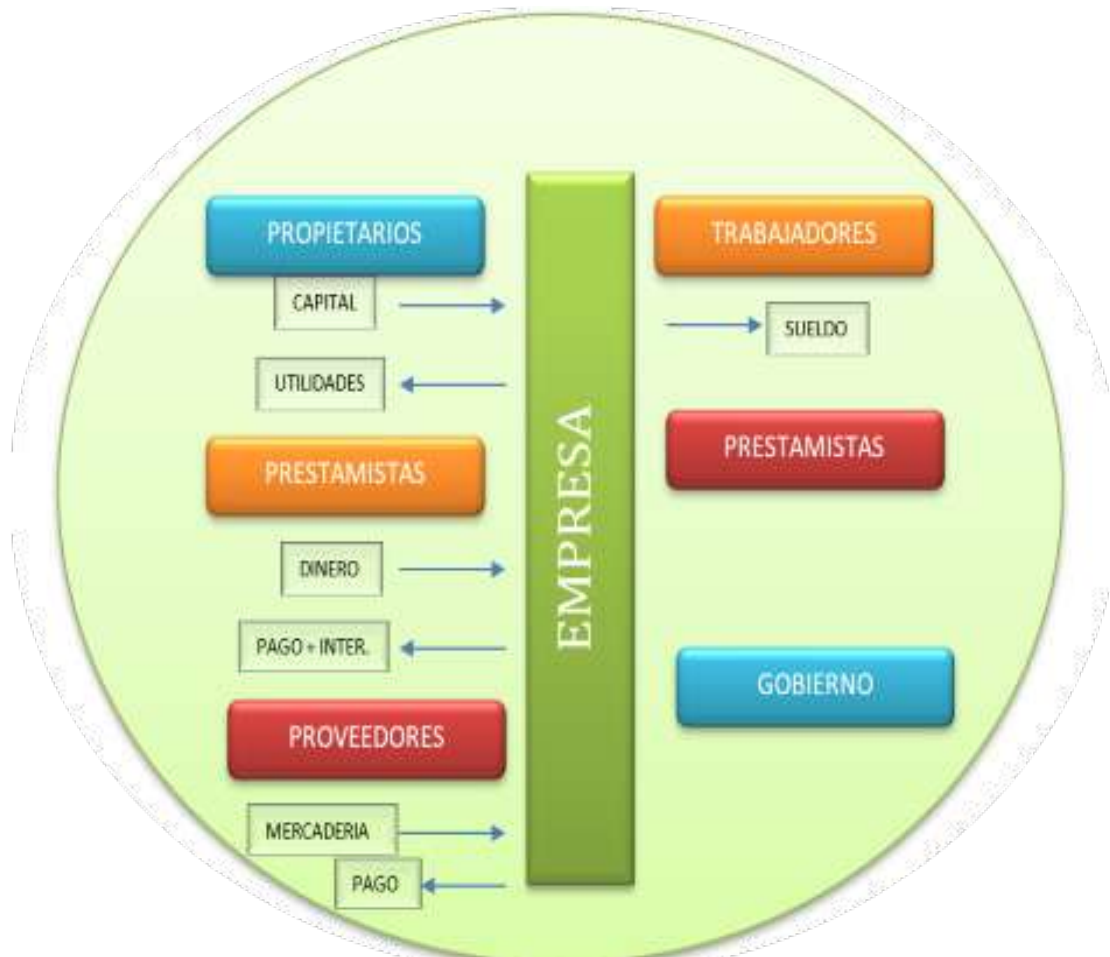 PROPIETARIOS
CAPITAL
UTILIDADES
PRESTAMISTAS
DINERO
PAGO + INTER.
PROVEEDORES
MERCADERIA
PAGO
EMPRESA
TRABAJADORES
SUELDO
PRESTAMISTAS
GOBIERNO